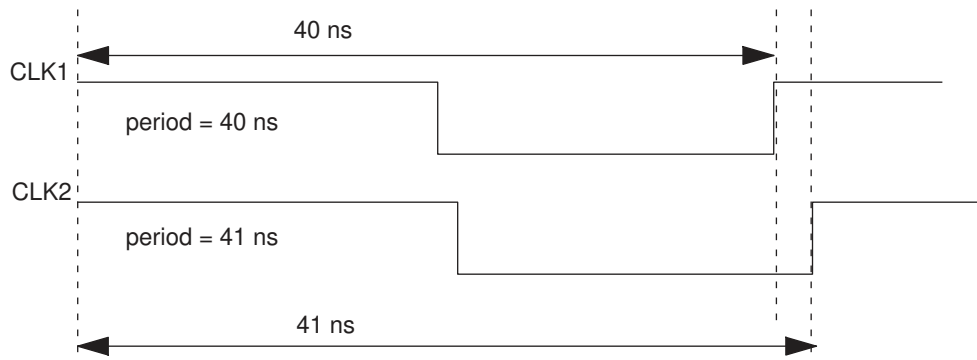 40 ns
CLK1
period = 40 ns
CLK2
period = 41 ns
41 ns